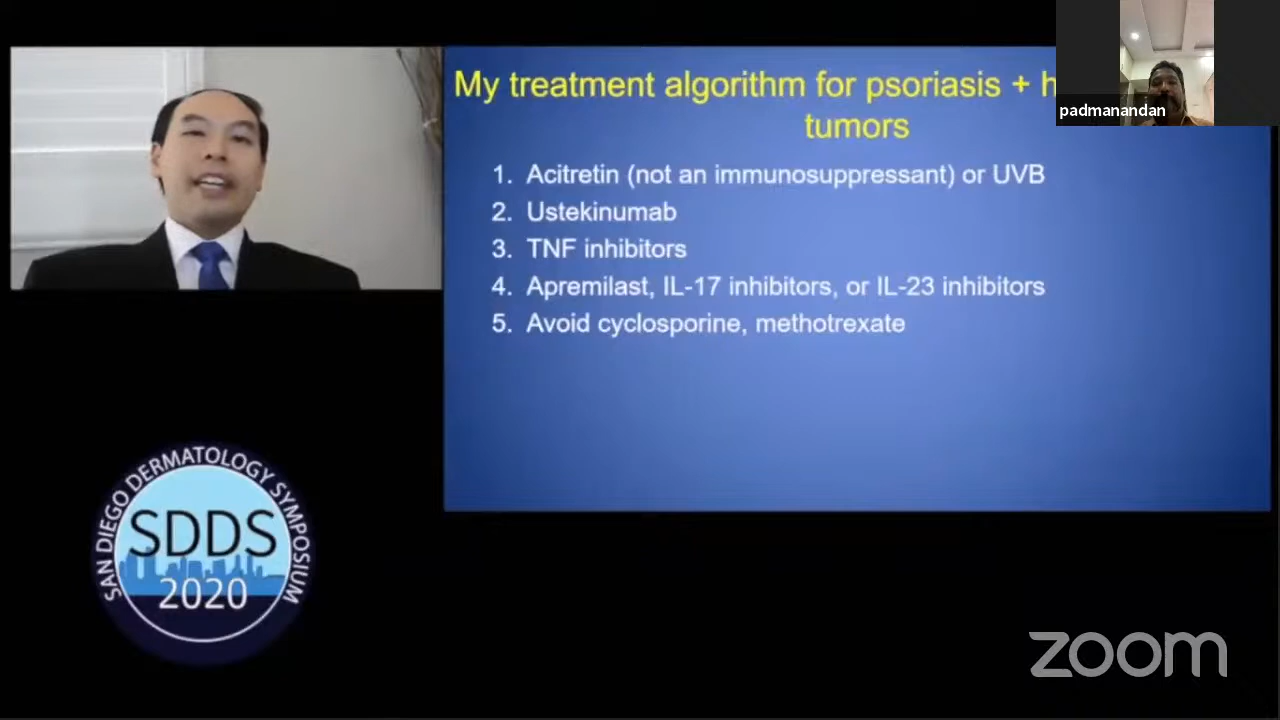 My treatment algorithm for psoriasis + h
tumors
1. Acitretin (not an immunosuppressant) or UVB
2. Ustekinumab
3. TNF inhibitors
4. Apremilast, IL-17 inhibitors, or IL-23 inhibitors
5. Avoid cyclosporine, methotrexate
padmanandan
SAN DIEGO DERMATOLOGY SYMPOSIUM
SDDS
2020
zoom